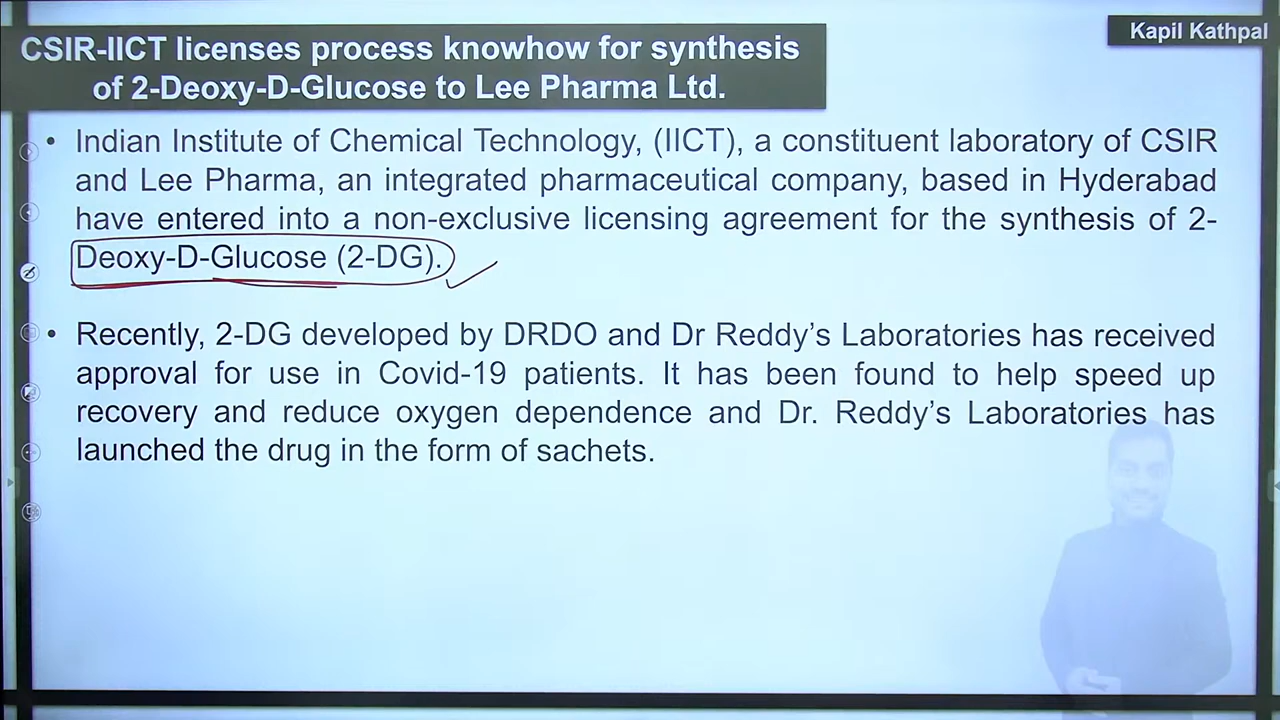 CSIR-IICT licenses process knowhow for synthesis
of 2-Deoxy-D-Glucose to Lee Pharma Ltd.
Kapil Kathpal
• Indian Institute of Chemical Technology, (IICT), a constituent laboratory of CSIR
and Lee Pharma, an integrated pharmaceutical company, based in Hyderabad
have entered into a non-exclusive licensing agreement for the synthesis of 2-
Deoxy-D-Glucose (2-DG).
• Recently, 2-DG developed by DRDO and Dr Reddy’s Laboratories has received
approval for use in Covid-19 patients. It has been found to help speed up
recovery and reduce oxygen dependence and Dr. Reddy’s Laboratories has
launched the drug in the form of sachets.